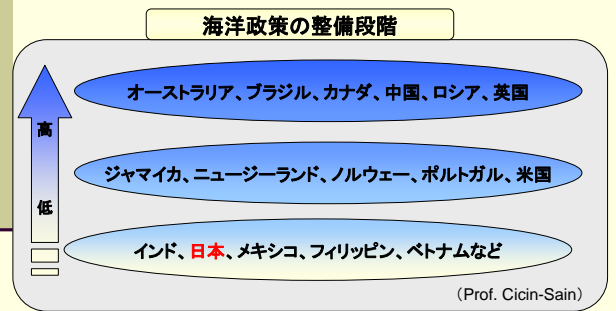 海洋政策の整備段階
オーストラリア、ブラジル、カナダ、中国、ロシア、英国
高
ジャマイカ、ニュージーランド、ノルウェー、ポルトガル、米国
低
インド、日本、メキシコ、フィリッピン、ベトナムなど
（Prof. Cicin-Sain）